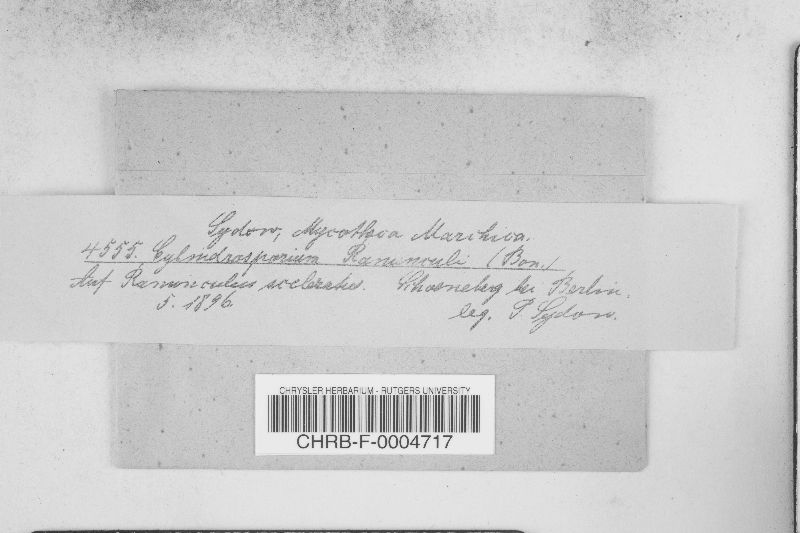 Sydow, Mycotheca Marchica.
4555. Cylindrosporium Ranunculi (Bon.)
Auf Ranunculus sceleratus. Schoeneberg bei Berlin.
5. 1896. leg. P. Sydow.
CHRYSLER HERBARIUM - RUTGERS UNIVERSITY
CHRB-F-0004717